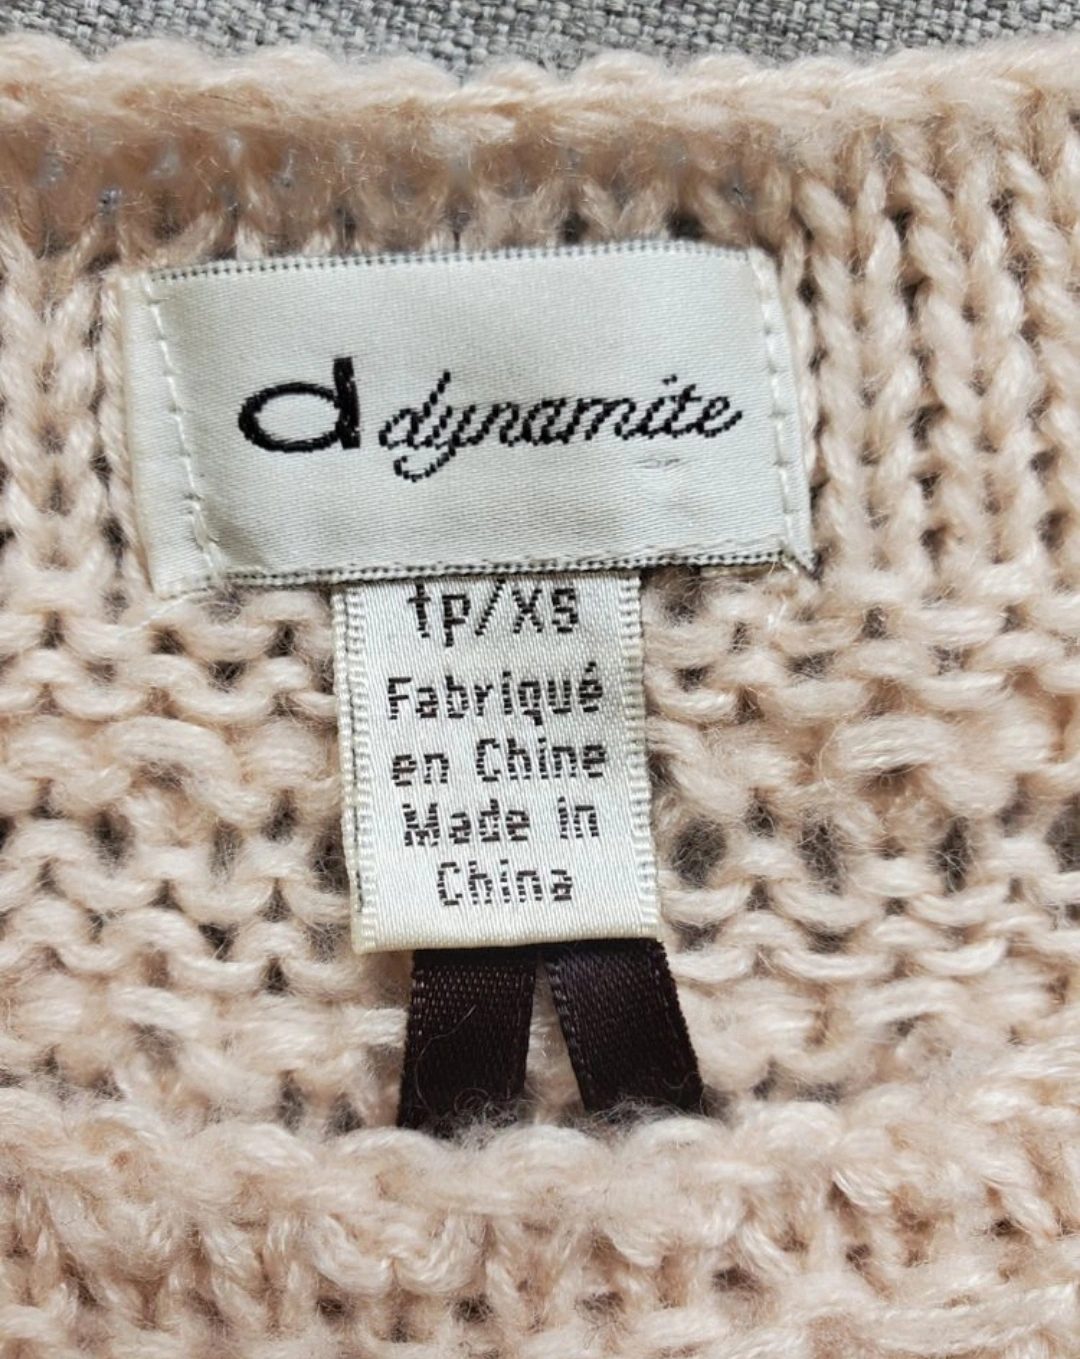 d dynamite
tp/xs
Fabriqué
en Chine
Made in
China